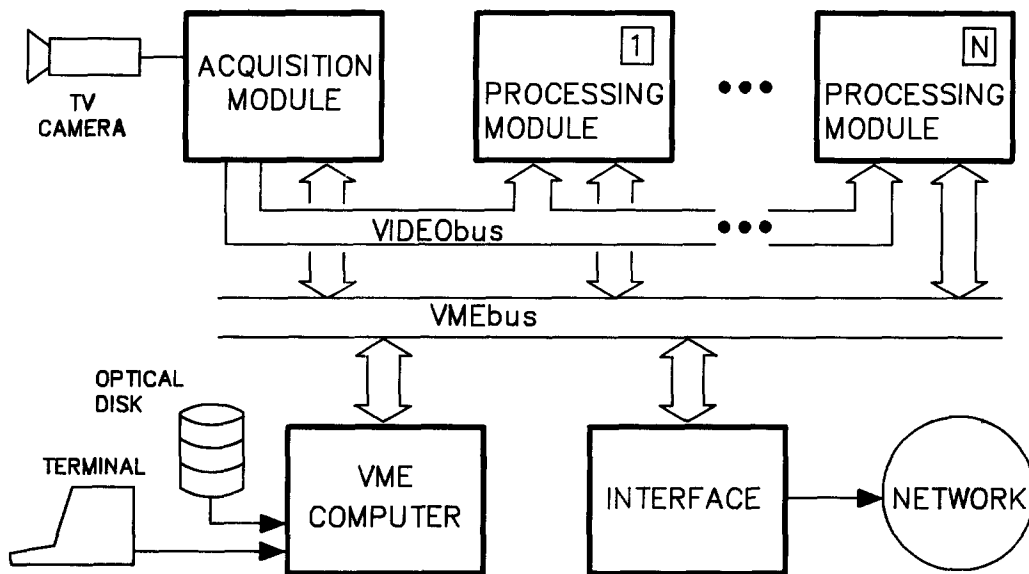 TV
CAMERA
ACQUISITION
MODULE
1
PROCESSING
MODULE
N
PROCESSING
MODULE
VIDEObus
VMEbus
OPTICAL
DISK
TERMINAL
VME
COMPUTER
INTERFACE
NETWORK